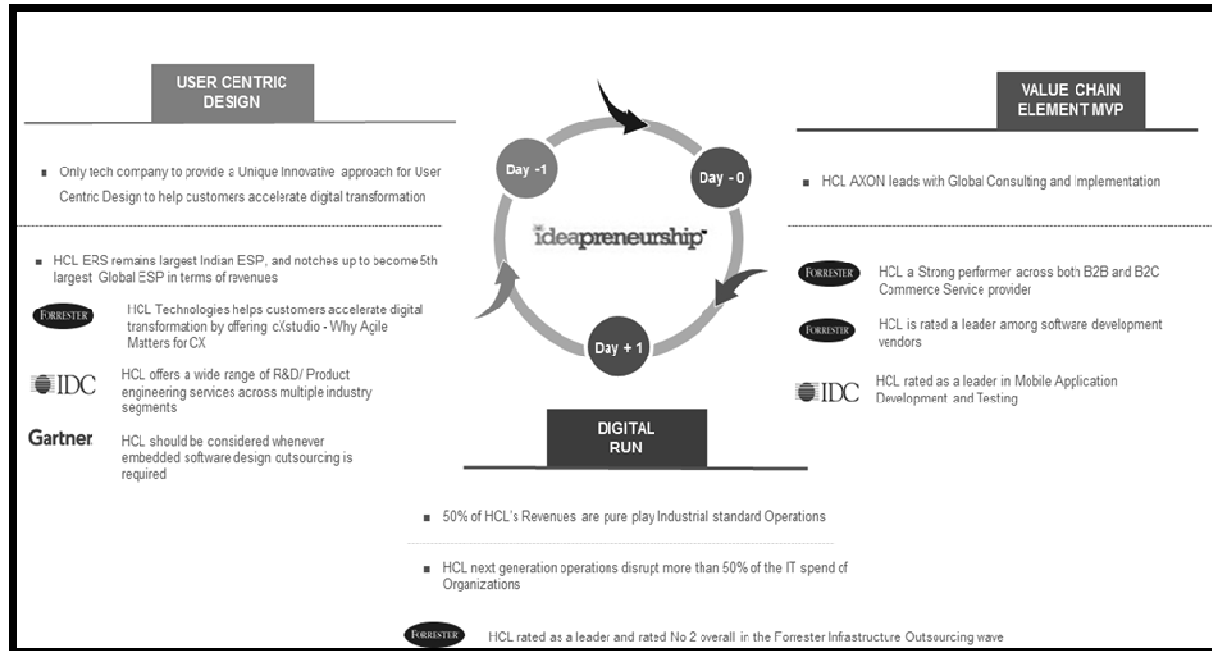 USER CENTRIC
DESIGN
Only tech company to provide a Unique Innovative approach for User
Centric Design to help customers accelerate digital transformation
HCL ERS remains largest Indian ESP, and notches up to become 5th
largest Global ESP in terms of revenues
FORRESTER
HCL Technologies helps customers accelerate digital
transformation by offering cXstudio - Why Agile
Matters for CX
IDC
HCL offers a wide range of R&D/ Product
engineering services across multiple industry
segments
Gartner
HCL should be considered whenever
embedded software design outsourcing is
required
Day -1
Day - 0
ideapreneurship™
Day + 1
VALUE CHAIN
ELEMENT MVP
HCL AXON leads with Global Consulting and Implementation
FORRESTER
HCL a Strong performer across both B2B and B2C
Commerce Service provider
FORRESTER
HCL is rated a leader among software development
vendors
IDC
HCL rated as a leader in Mobile Application
Development and Testing
DIGITAL
RUN
50% of HCL's Revenues are pure play Industrial standard Operations
HCL next generation operations disrupt more than 50% of the IT spend of
Organizations
FORRESTER
HCL rated as a leader and rated No 2 overall in the Forrester Infrastructure Outsourcing wave